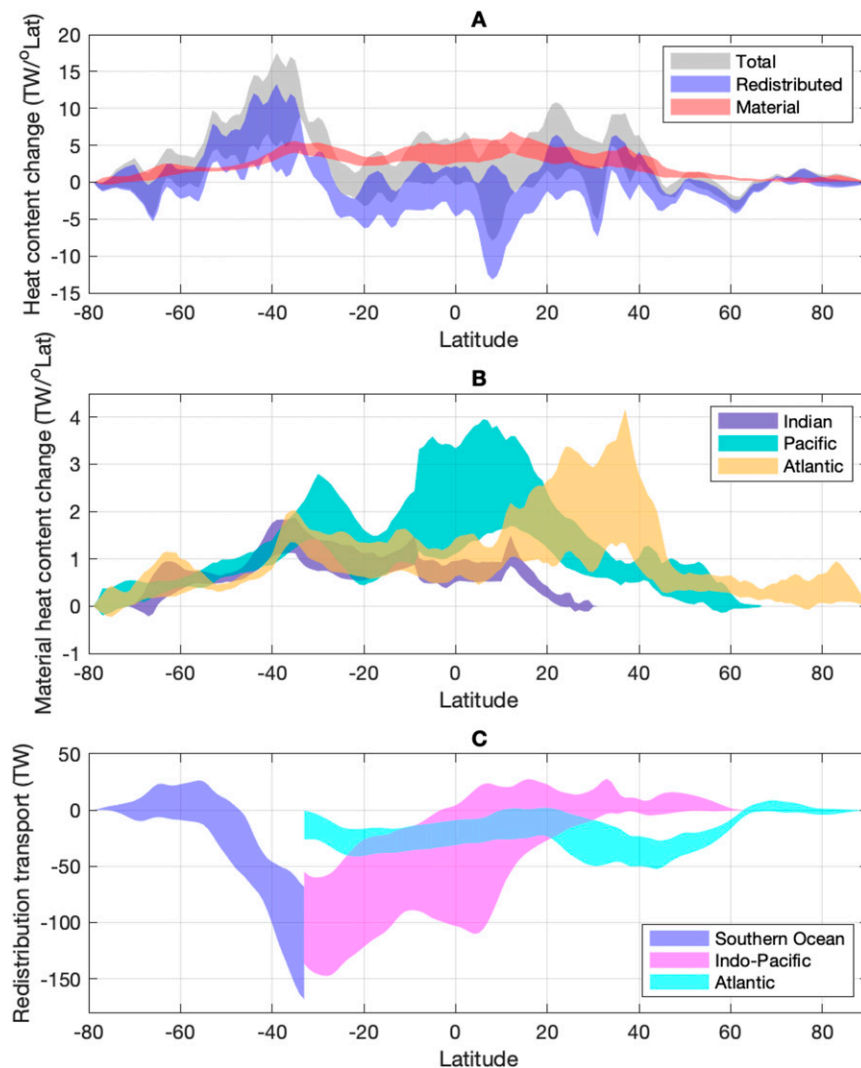 A
Heat content change (TW/ºLat)
20
15
10
5
0
-5
-10
-15
Total
Redistributed
Material
-80 -60 -40 -20 0 20 40 60 80
Latitude
B
Material heat content change (TW/ºLat)
4
3
2
1
0
-1
Indian
Pacific
Atlantic
-80 -60 -40 -20 0 20 40 60 80
Latitude
C
Redistribution transport (TW)
50
0
-50
-100
-150
Southern Ocean
Indo-Pacific
Atlantic
-80 -60 -40 -20 0 20 40 60 80
Latitude